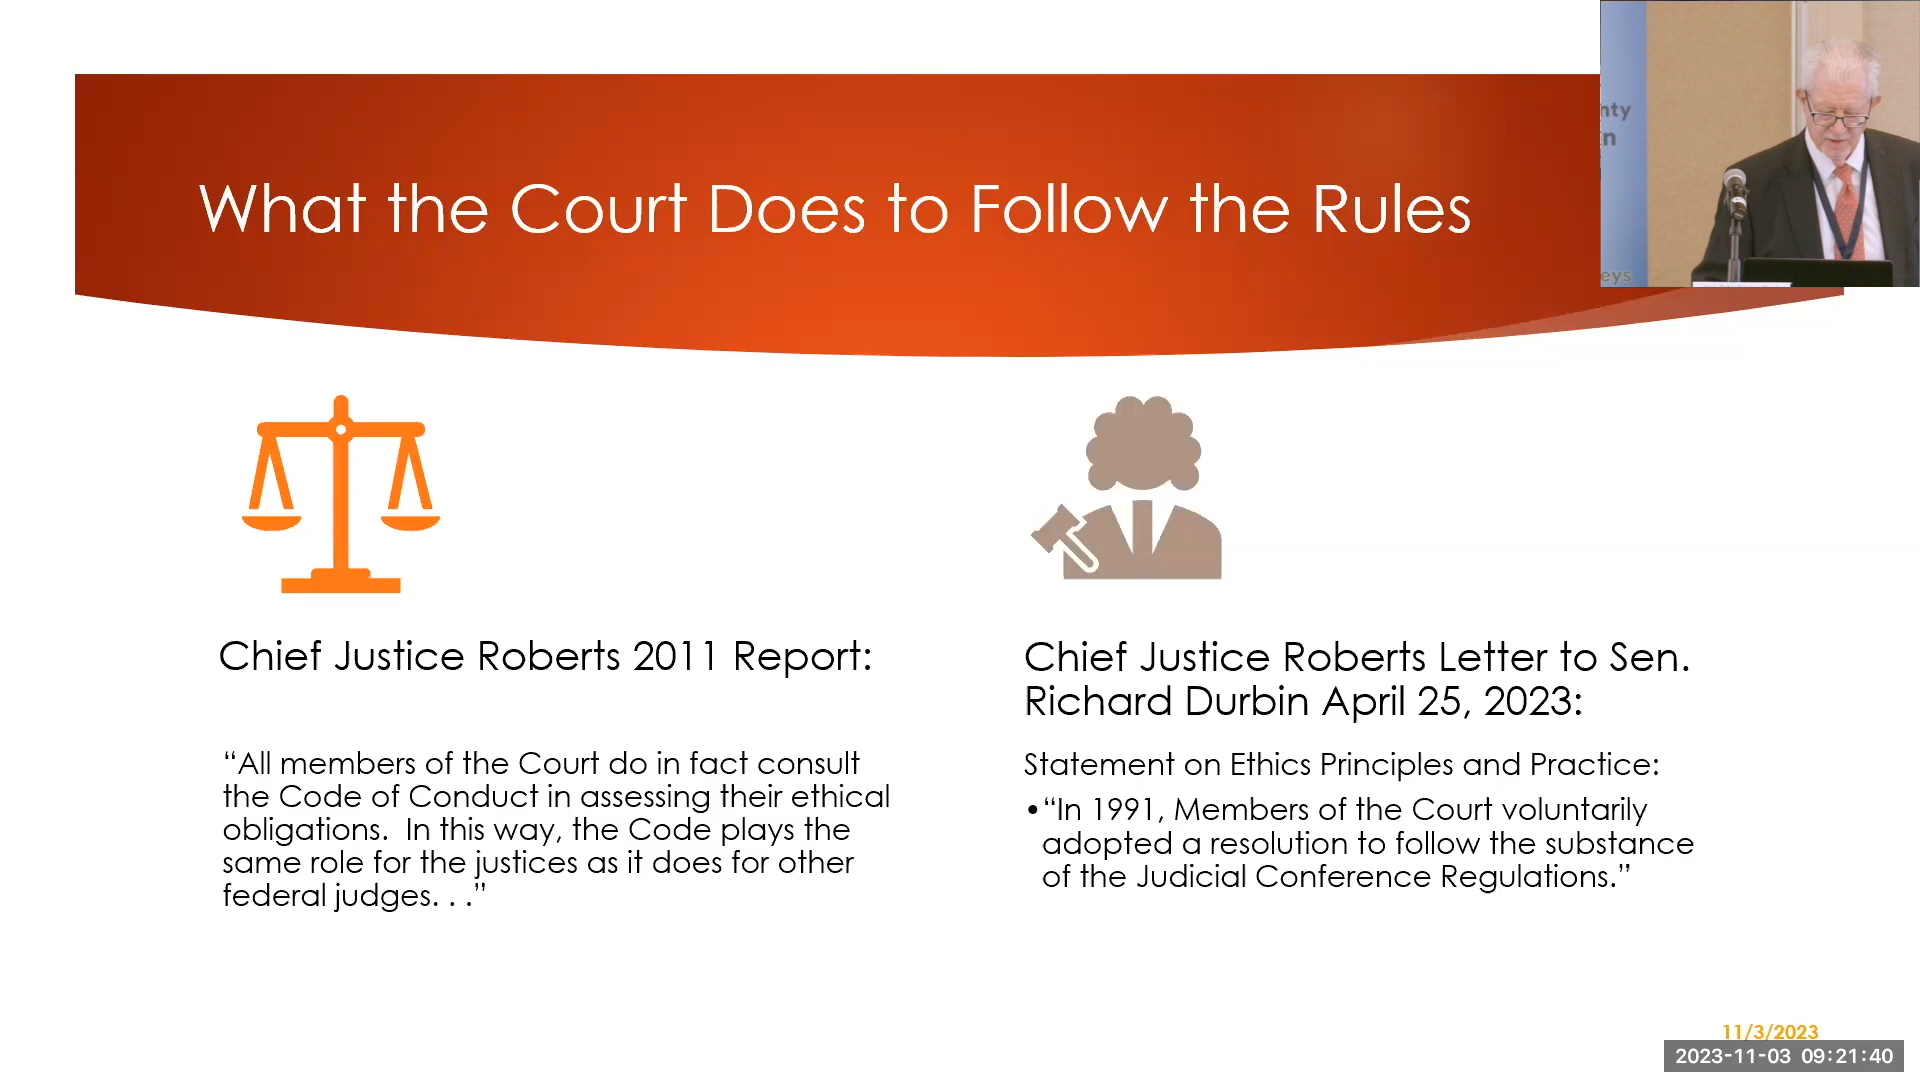 What the Court Does to Follow the Rules
nty
eys
Chief Justice Roberts 2011 Report:
“All members of the Court do in fact consult
the Code of Conduct in assessing their ethical
obligations.  In this way, the Code plays the
same role for the justices as it does for other
federal judges. . .”
Chief Justice Roberts Letter to Sen.
Richard Durbin April 25, 2023:
Statement on Ethics Principles and Practice:
•“In 1991, Members of the Court voluntarily
adopted a resolution to follow the substance
of the Judicial Conference Regulations.”
11/3/2023
2023-11-03 09:21:40